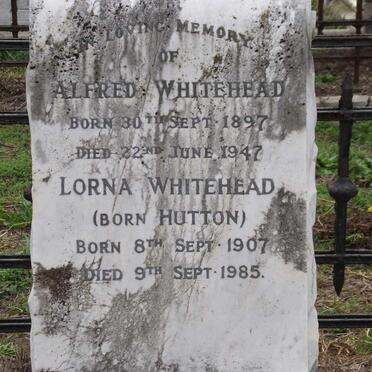 IN LOVING MEMORY
OF
ALFRED WHITEHEAD
BORN 30TH SEPT. 1897
DIED 22ND JUNE 1947
LORNA WHITEHEAD
(BORN HUTTON)
BORN 8TH SEPT. 1907
DIED 9TH SEPT. 1985.